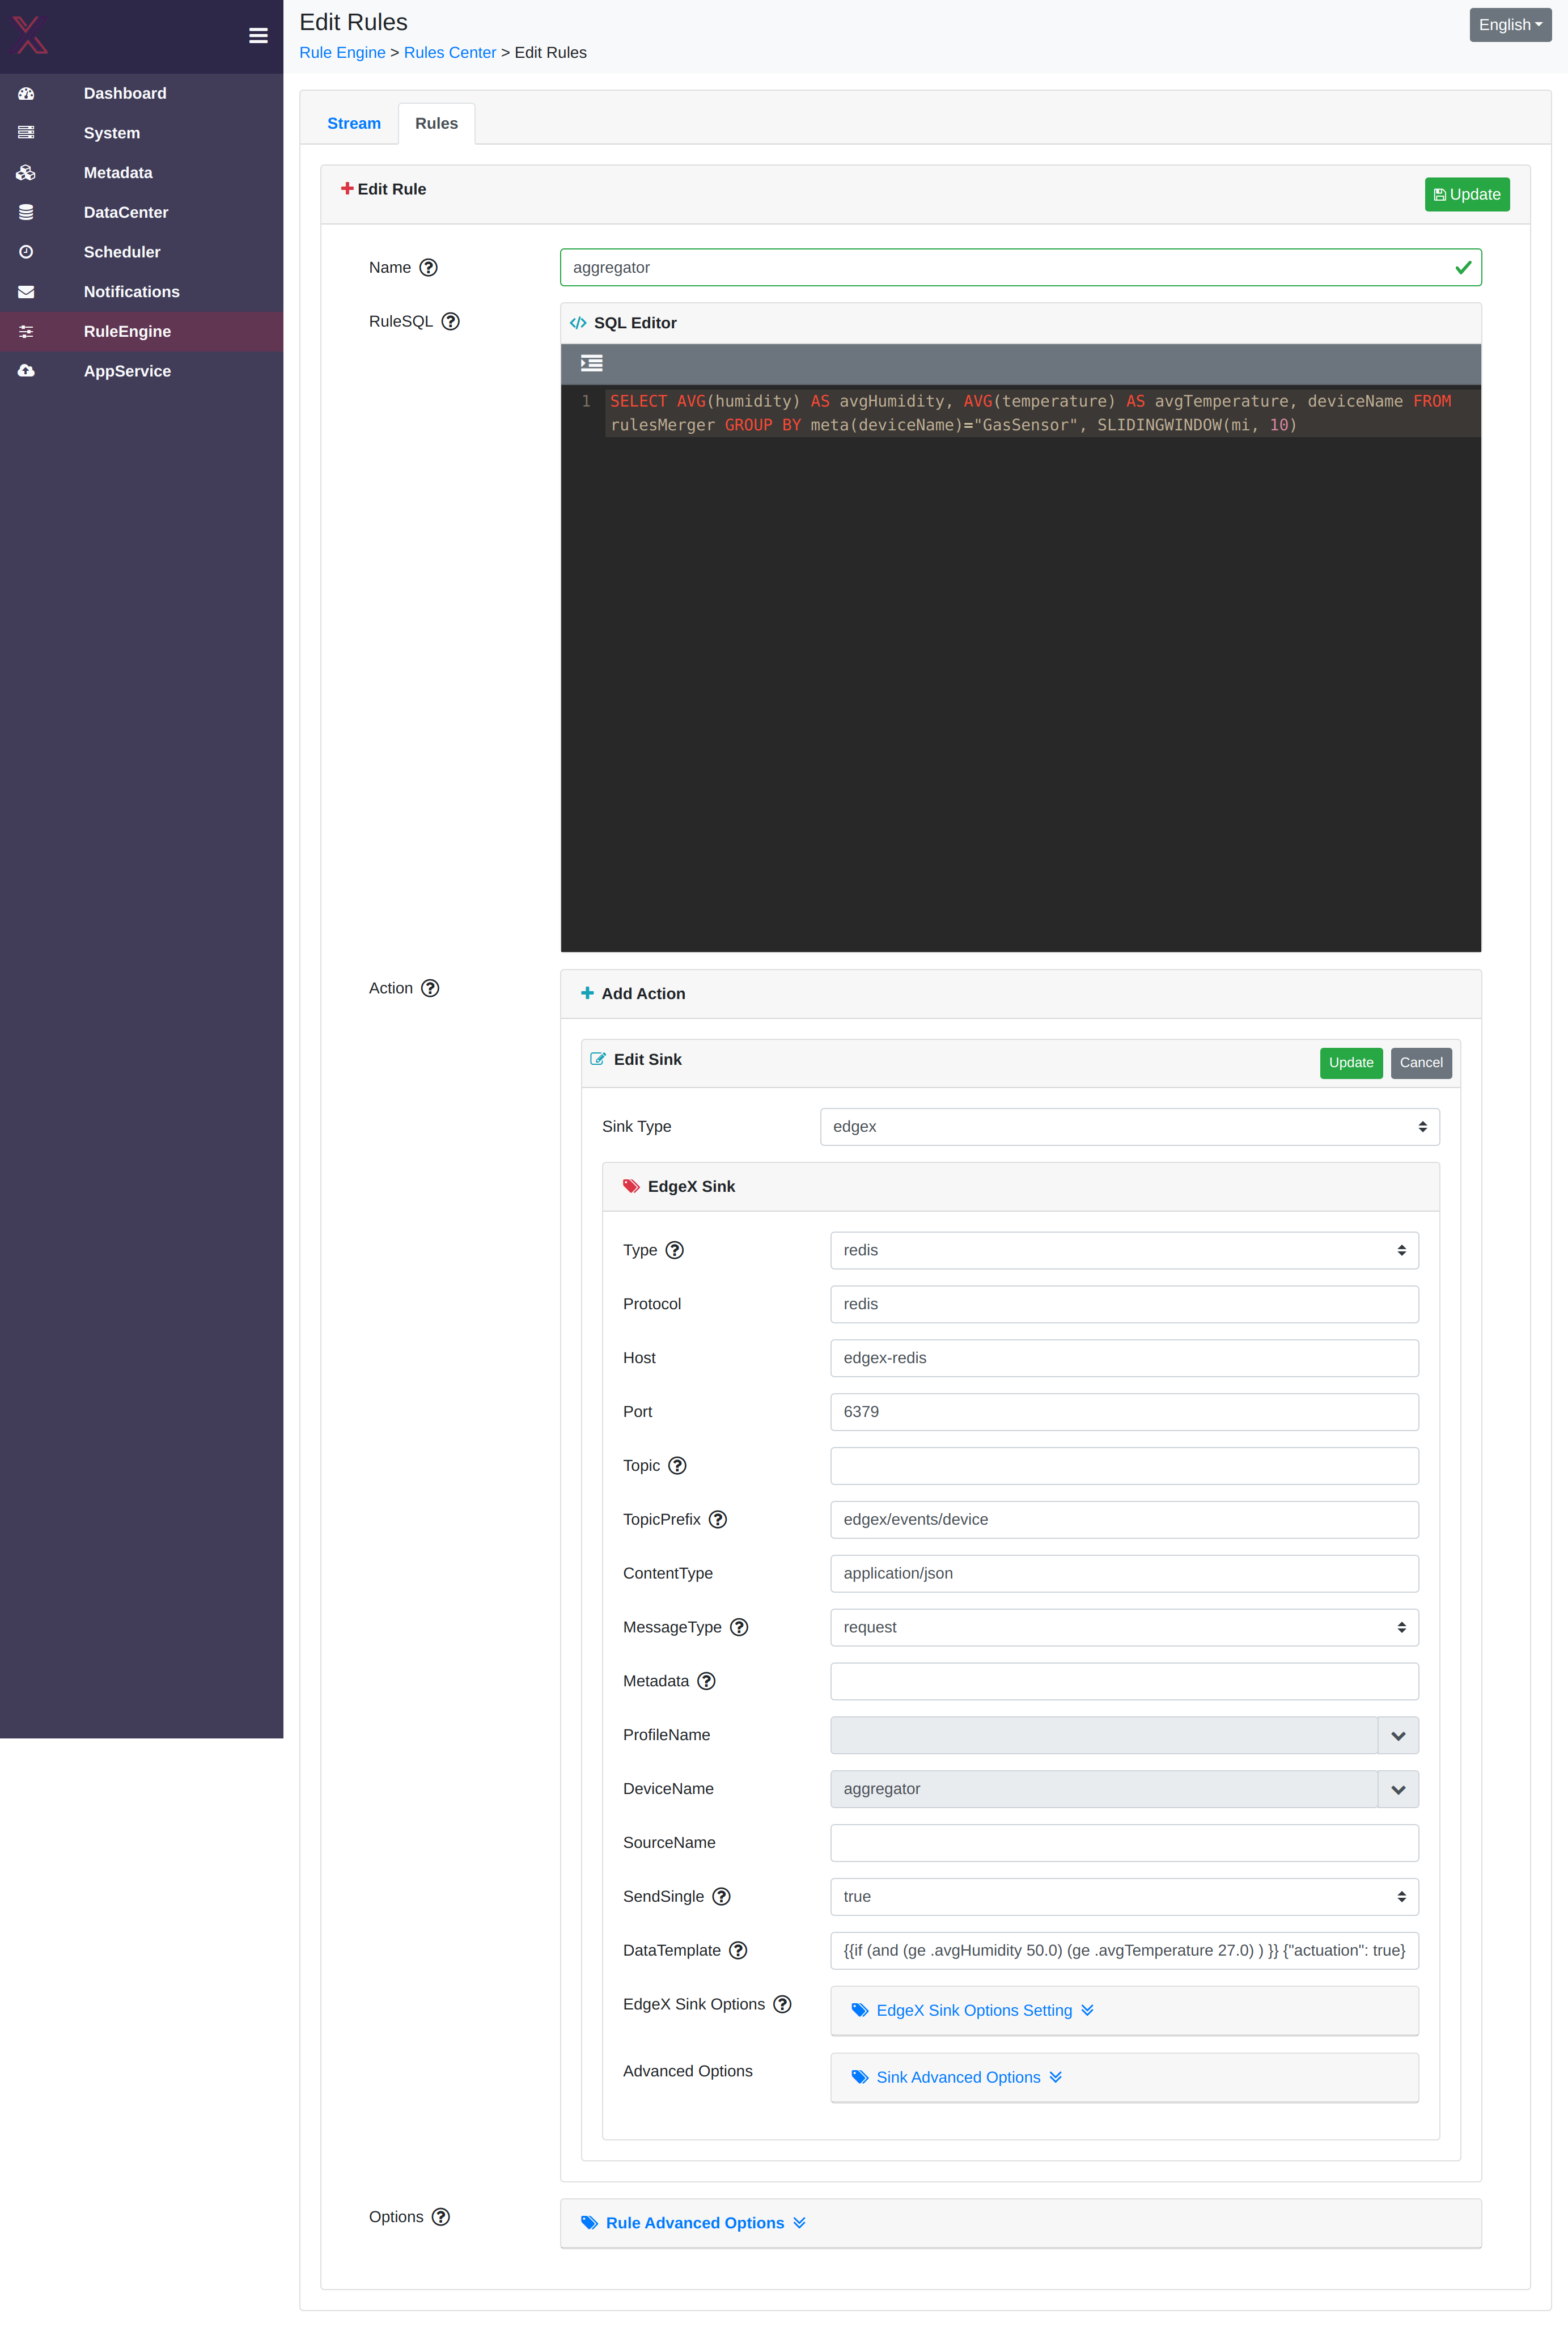 Edit Rules
English
Rule Engine > Rules Center > Edit Rules
Dashboard
System
Metadata
DataCenter
Scheduler
Notifications
RuleEngine
AppService
Stream
Rules
Edit Rule
Update
Name
aggregator
RuleSQL
SQL Editor
1
SELECT AVG(humidity) AS avgHumidity, AVG(temperature) AS avgTemperature, deviceName FROM
rulesMerger GROUP BY meta(deviceName)="GasSensor", SLIDINGWINDOW(mi, 10)
Action
Add Action
Edit Sink
Update
Cancel
Sink Type
edgex
EdgeX Sink
Type
redis
Protocol
redis
Host
edgex-redis
Port
6379
Topic
TopicPrefix
edgex/events/device
ContentType
application/json
MessageType
request
Metadata
ProfileName
DeviceName
aggregator
SourceName
SendSingle
true
DataTemplate
{{if (and (ge .avgHumidity 50.0) (ge .avgTemperature 27.0) ) }} {"actuation": true}
EdgeX Sink Options
EdgeX Sink Options Setting
Advanced Options
Sink Advanced Options
Options
Rule Advanced Options